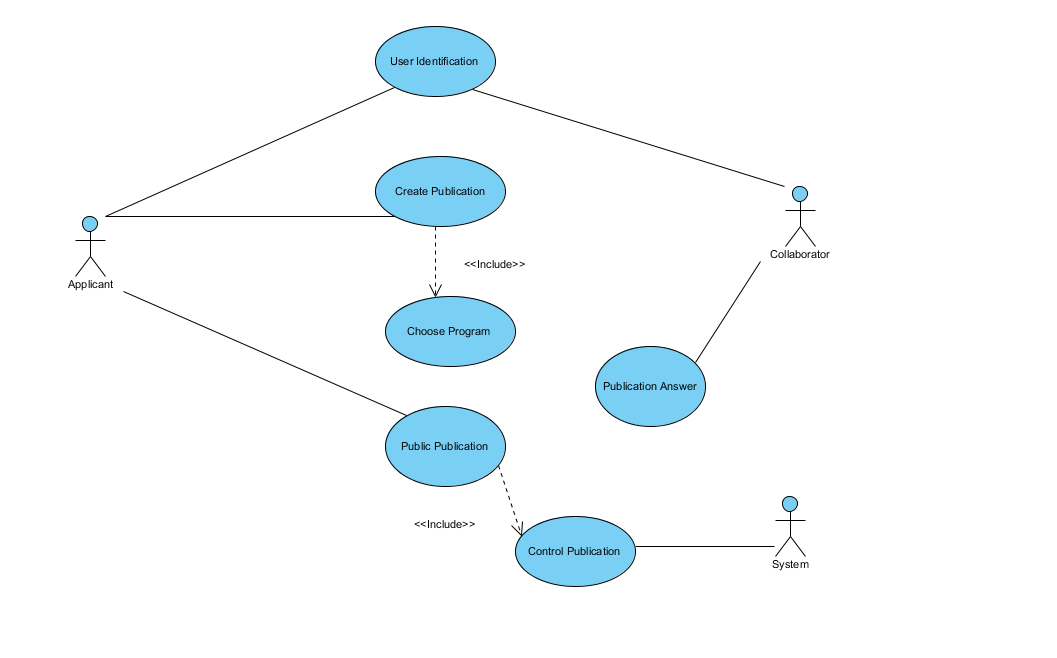 User Identification
Create Publication
Applicant
Collaborator
<<Include>>
Choose Program
Publication Answer
Public Publication
<<Include>>
Control Publication
System